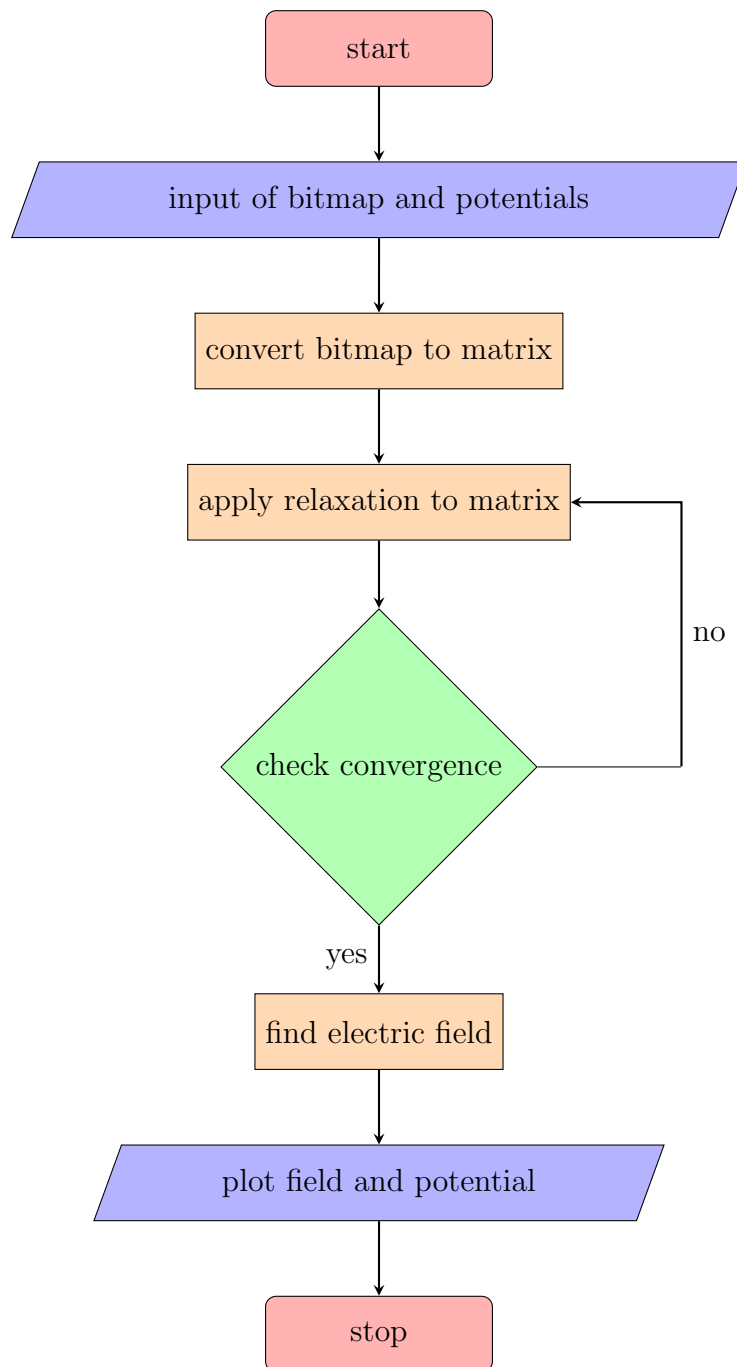 start
input of bitmap and potentials
convert bitmap to matrix
apply relaxation to matrix
no
check convergence
yes
find electric field
plot field and potential
stop